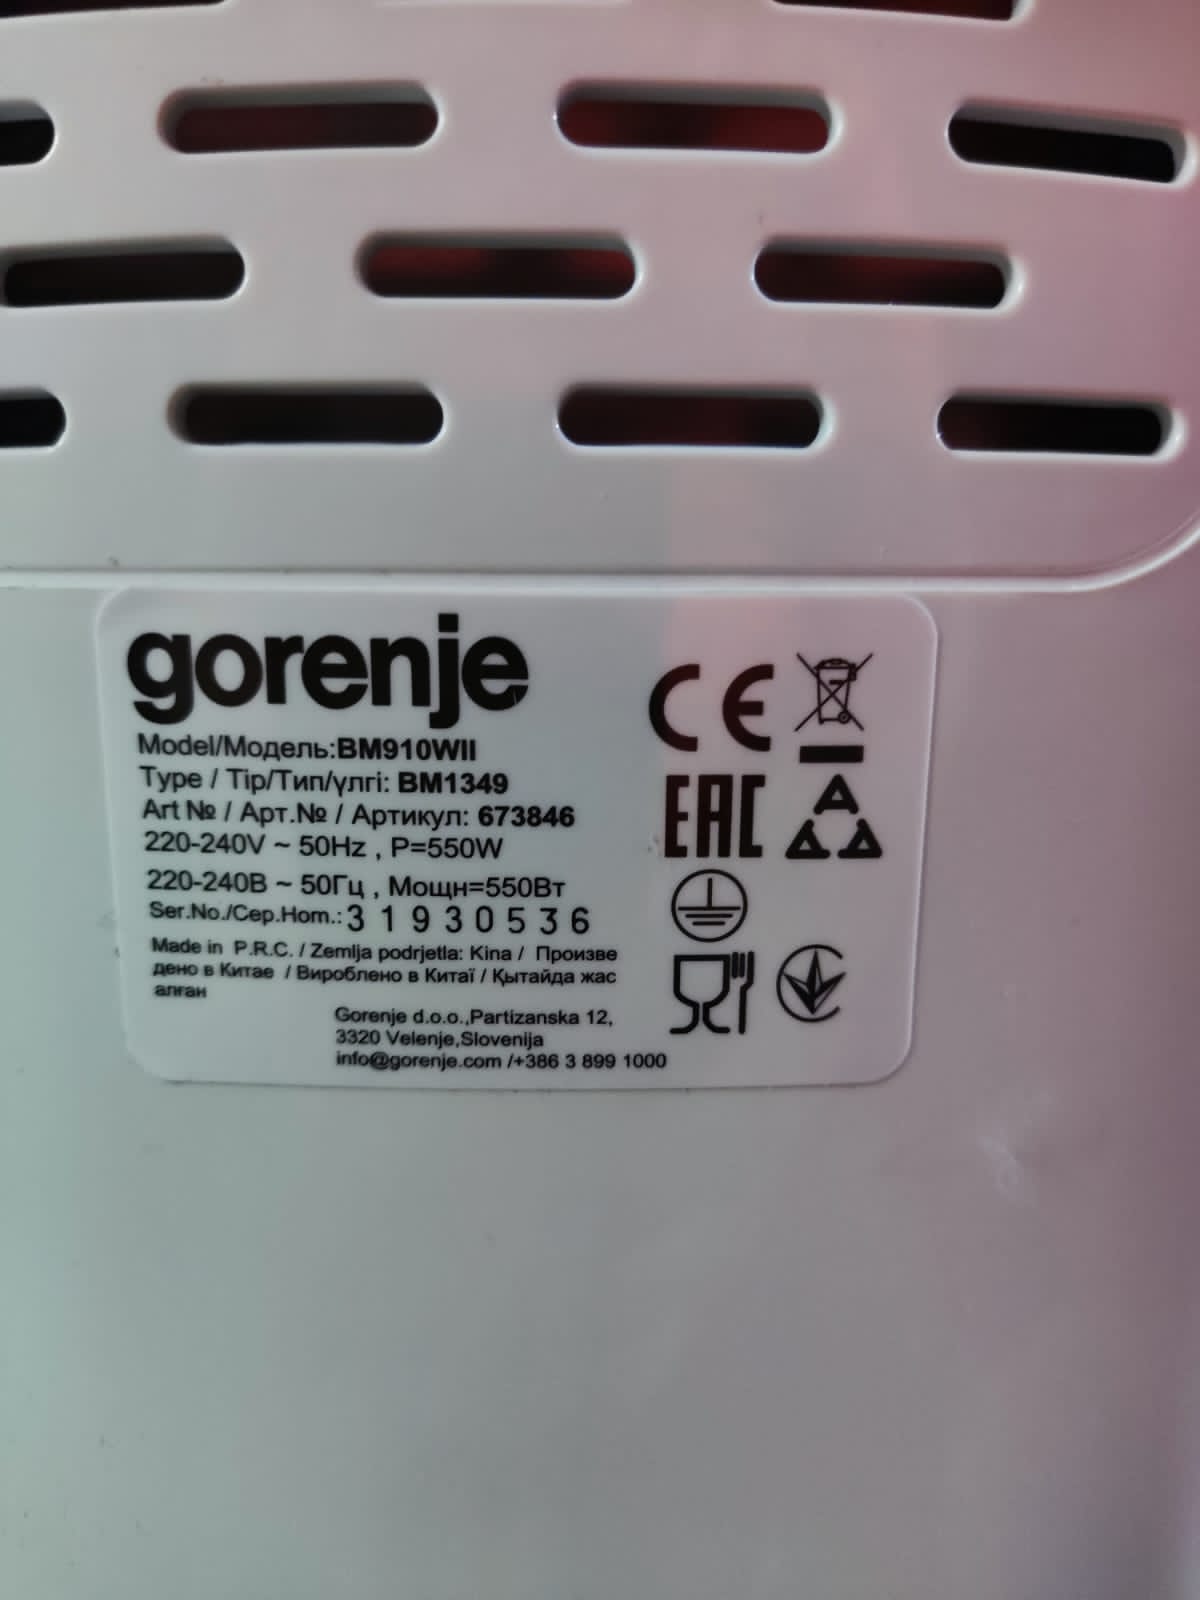 gorenje
Model/Модель:BM910WII
Type / Tip/Тип/үлгі: BM1349
Art № / Арт.№ / Артикул: 673846
220-240V ~ 50Hz , P=550W
220-240В ~ 50Гц , Мощн=550Вт
Ser.No./Сер.Ном.: 31930536
Made in P.R.C. / Zemlja podrjetla: Kina / Произве
дено в Китае / Вироблено в Китаї / Қытайда жас
алған
Gorenje d.o.o.,Partizanska 12,
3320 Velenje,Slovenija
info@gorenje.com /+386 3 899 1000
CE
EAC